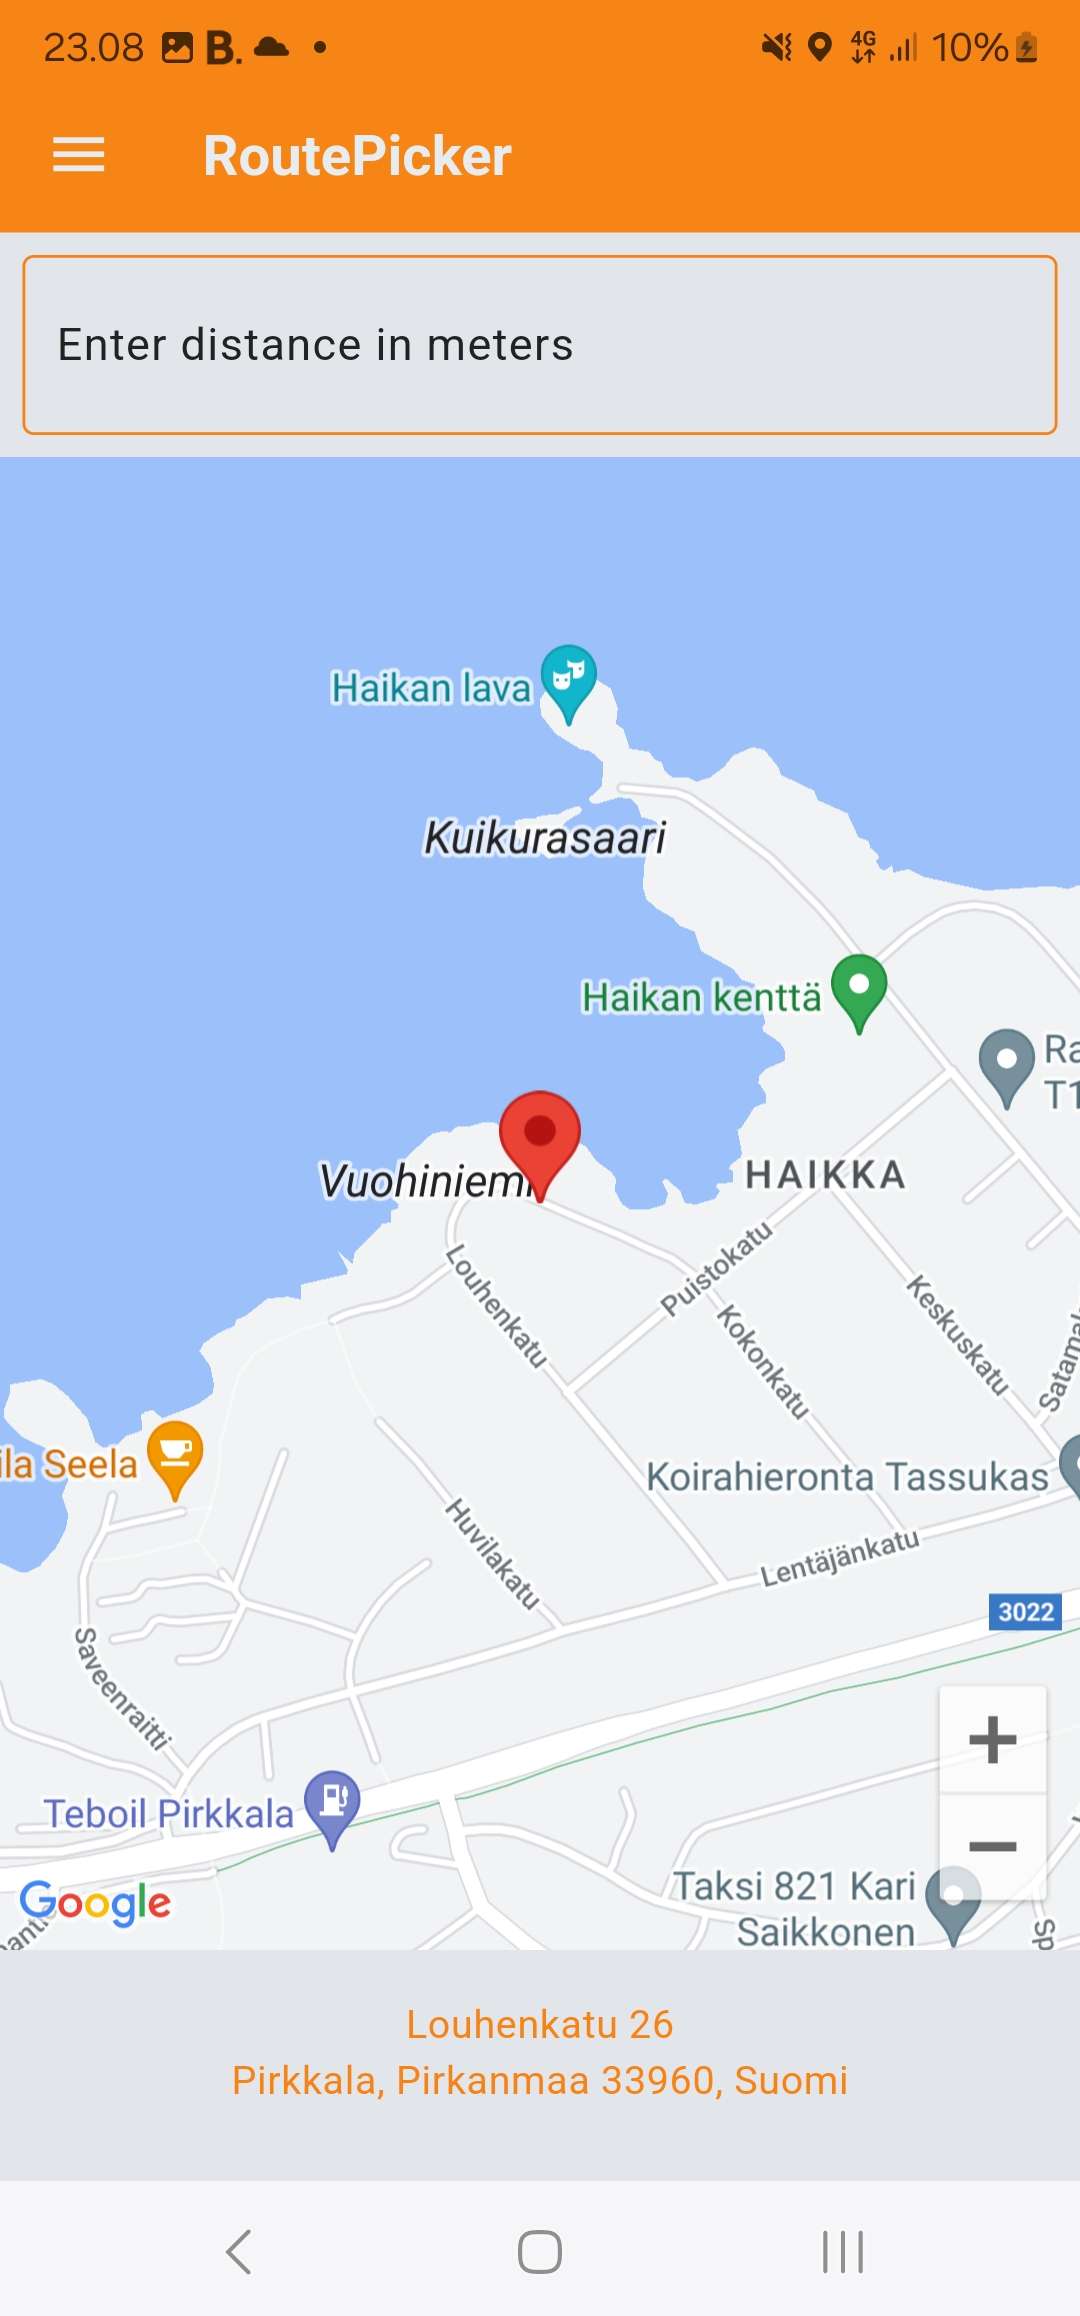 23.08 B. 4G 10%
RoutePicker
Enter distance in meters
Haikan lava
Kuikurasaari
Haikan kenttä
Ra
T1
Vuohiniemi
HAIKKA
Louhenkatu
Puistokatu
Kokonkatu
Keskuskatu
Satamak
ila Seela
Koirahieronta Tassukas
Huvilakatu
Lentäjänkatu
3022
Saveenraitti
Teboil Pirkkala
Taksi 821 Kari
Saikkonen
Sp
Google
Louhenkatu 26
Pirkkala, Pirkanmaa 33960, Suomi